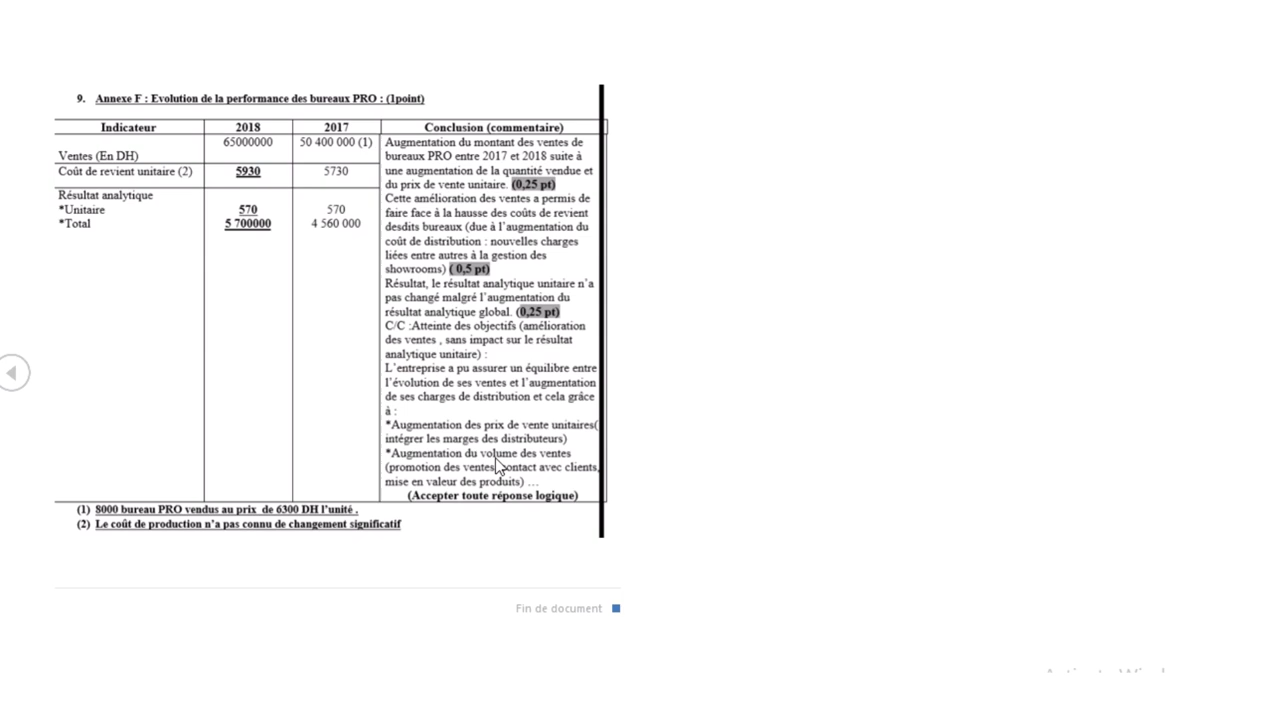 9. Annexe F : Evolution de la performance des bureaux PRO : (1point)
Indicateur 2018 2017 Conclusion (commentaire)
Ventes (En DH) 65000000 50 400 000 (1)
Coût de revient unitaire (2) 5930 5730
Résultat analytique
*Unitaire 570 570
*Total 5 700000 4 560 000
Augmentation du montant des ventes de
bureaux PRO entre 2017 et 2018 suite à
une augmentation de la quantité vendue et
du prix de vente unitaire. (0,25 pt)
Cette amélioration des ventes a permis de
faire face à la hausse des coûts de revient
desdits bureaux (due à l'augmentation du
coût de distribution : nouvelles charges
liées entre autres à la gestion des
showrooms) ( 0,5 pt)
Résultat, le résultat analytique unitaire n'a
pas changé malgré l'augmentation du
résultat analytique global. (0,25 pt)
C/C :Atteinte des objectifs (amélioration
des ventes , sans impact sur le résultat
analytique unitaire) :
L'entreprise a pu assurer un équilibre entre
l'évolution de ses ventes et l'augmentation
de ses charges de distribution et cela grâce
à :
*Augmentation des prix de vente unitaires(
intégrer les marges des distributeurs)
*Augmentation du volume des ventes
(promotion des ventes, contact avec clients,
mise en valeur des produits) …
(Accepter toute réponse logique)
(1) 8000 bureau PRO vendus au prix de 6300 DH l'unité .
(2) Le coût de production n'a pas connu de changement significatif
Fin de document